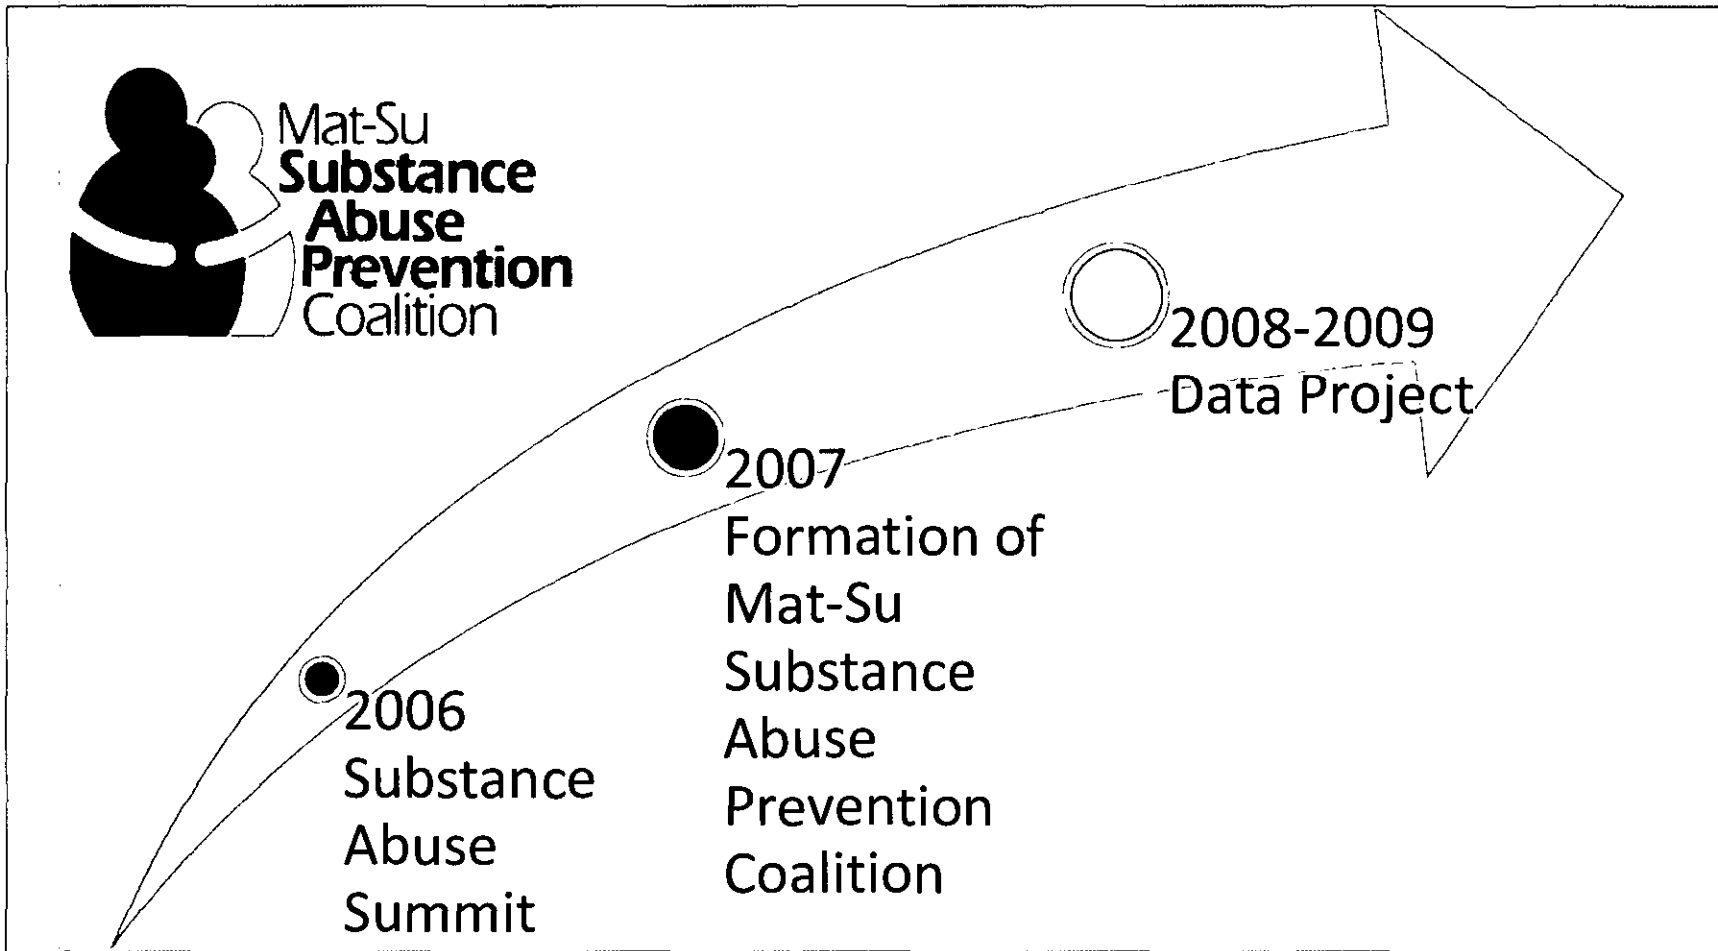 Mat-Su
Substance
Abuse
Prevention
Coalition
2006
Substance
Abuse
Summit
2007
Formation of
Mat-Su
Substance
Abuse
Prevention
Coalition
2008-2009
Data Project